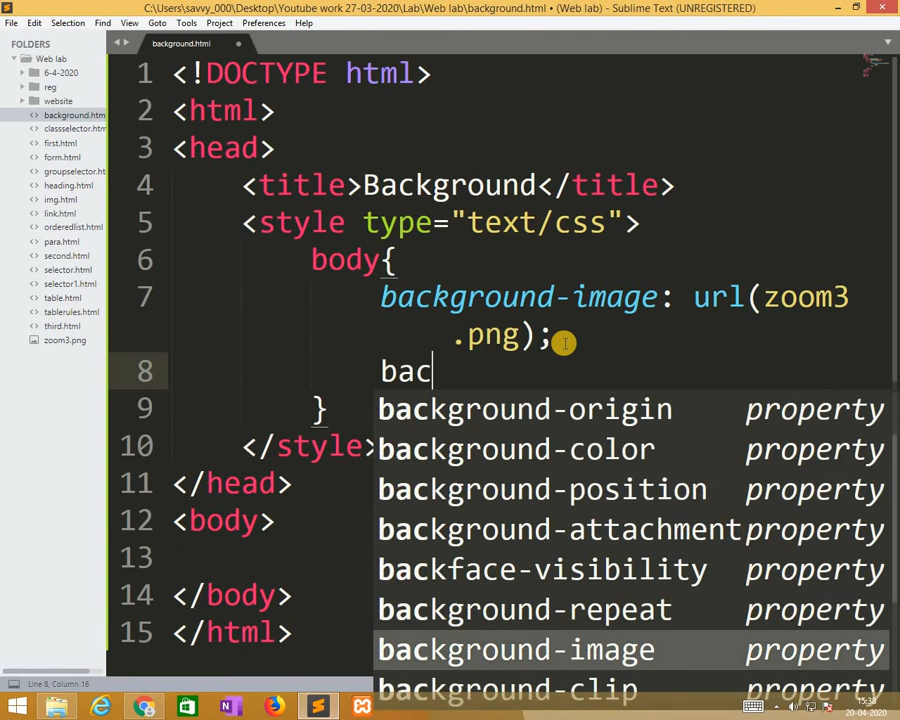 C:\Users\savvy_000\Desktop\Youtube work 27-03-2020\Lab\Web lab\background.html • (Web lab) - Sublime Text (UNREGISTERED)
File Edit Selection Find View Goto Tools Project Preferences Help
FOLDERS
Web lab
6-4-2020
reg
website
background.htm
classselector.htm
first.html
form.html
groupselector.ht
heading.html
img.html
link.html
orderedlist.html
para.html
second.html
selector.html
selector1.html
table.html
tablerules.html
third.html
zoom3.png
background.html
1 <!DOCTYPE html>
2 <html>
3 <head>
4 <title>Background</title>
5 <style type="text/css">
6 body{
7 background-image: url(zoom3
.png);
8 bac
9 }
10 </style>
11 </head>
12 <body>
13
14 </body>
15 </html>
background-origin property
background-color property
background-position property
background-attachment property
backface-visibility property
background-repeat property
background-image property
background-clip property
Line 8, Column 16
15:38
20-04-2020